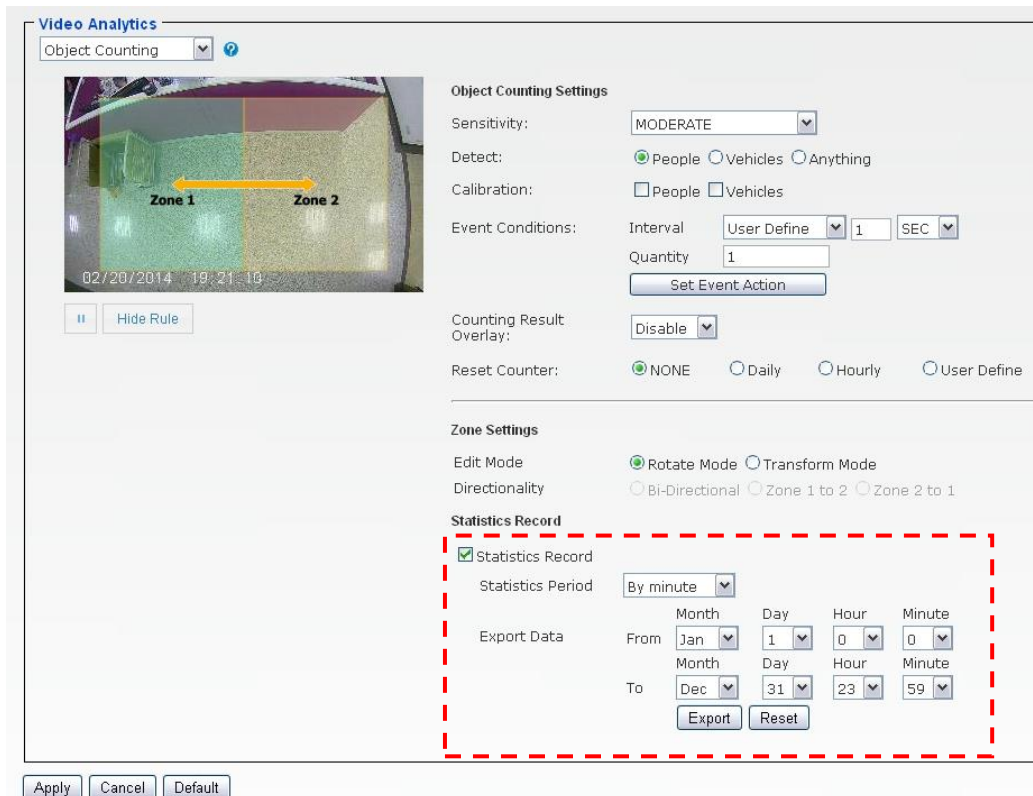 Video Analytics
Object Counting
Zone 1 Zone 2
02/20/2014 19:21:10
Hide Rule
Object Counting Settings
Sensitivity: MODERATE
Detect: People Vehicles Anything
Calibration: People Vehicles
Event Conditions: Interval User Define 1 SEC
Quantity 1
Set Event Action
Counting Result
Overlay: Disable
Reset Counter: NONE Daily Hourly User Define
Zone Settings
Edit Mode Rotate Mode Transform Mode
Directionality Bi-Directional Zone 1 to 2 Zone 2 to 1
Statistics Record
Statistics Record
Statistics Period By minute
Month Day Hour Minute
Export Data From Jan 1 0 0
Month Day Hour Minute
To Dec 31 23 59
Export Reset
Apply Cancel Default